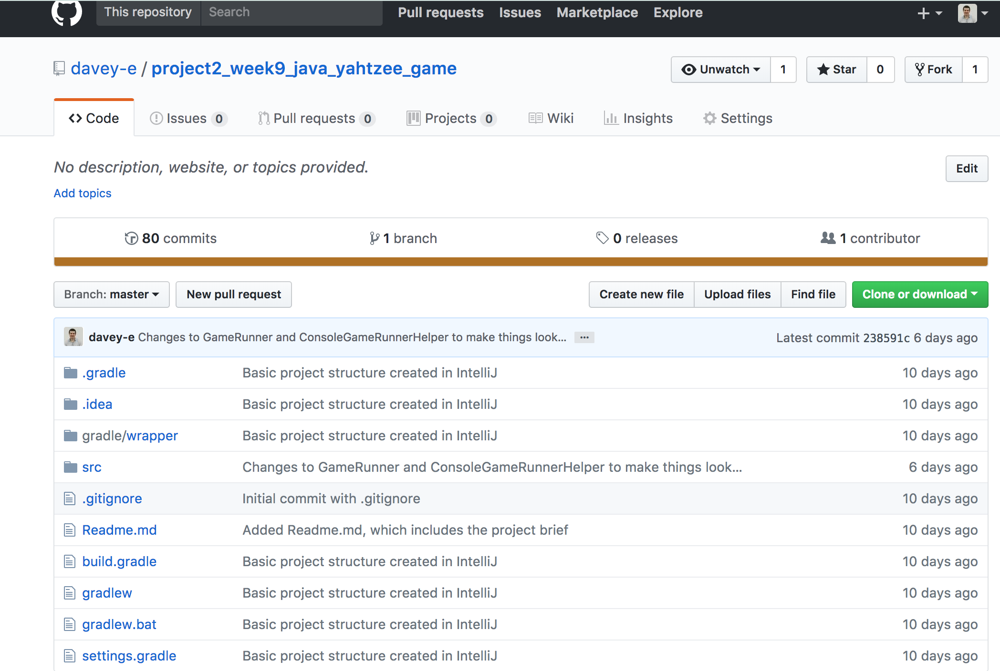 This repository Search Pull requests Issues Marketplace Explore
davey-e / project2_week9_java_yahtzee_game Unwatch 1 Star 0 Fork 1
Code Issues 0 Pull requests 0 Projects 0 Wiki Insights Settings
No description, website, or topics provided. Edit
Add topics
80 commits 1 branch 0 releases 1 contributor
Branch: master New pull request Create new file Upload files Find file Clone or download
davey-e Changes to GameRunner and ConsoleGameRunnerHelper to make things look... ... Latest commit 238591c 6 days ago
.gradle Basic project structure created in IntelliJ 10 days ago
.idea Basic project structure created in IntelliJ 10 days ago
gradle/wrapper Basic project structure created in IntelliJ 10 days ago
src Changes to GameRunner and ConsoleGameRunnerHelper to make things look... 6 days ago
.gitignore Initial commit with .gitignore 10 days ago
Readme.md Added Readme.md, which includes the project brief 10 days ago
build.gradle Basic project structure created in IntelliJ 10 days ago
gradlew Basic project structure created in IntelliJ 10 days ago
gradlew.bat Basic project structure created in IntelliJ 10 days ago
settings.gradle Basic project structure created in IntelliJ 10 days ago